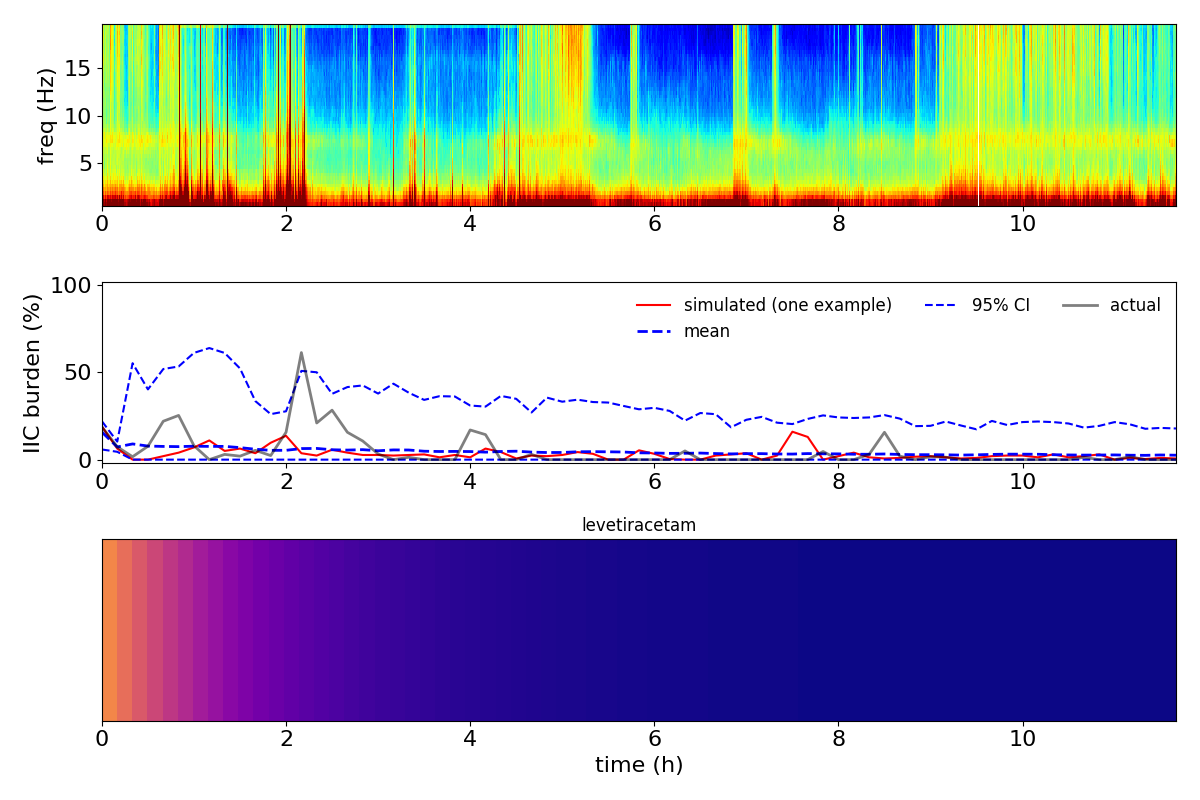 freq (Hz)
15
10
5
0 2 4 6 8 10
IIC burden (%)
100
50
0
simulated (one example)
mean
95% CI
actual
0 2 4 6 8 10
levetiracetam
0 2 4 6 8 10
time (h)